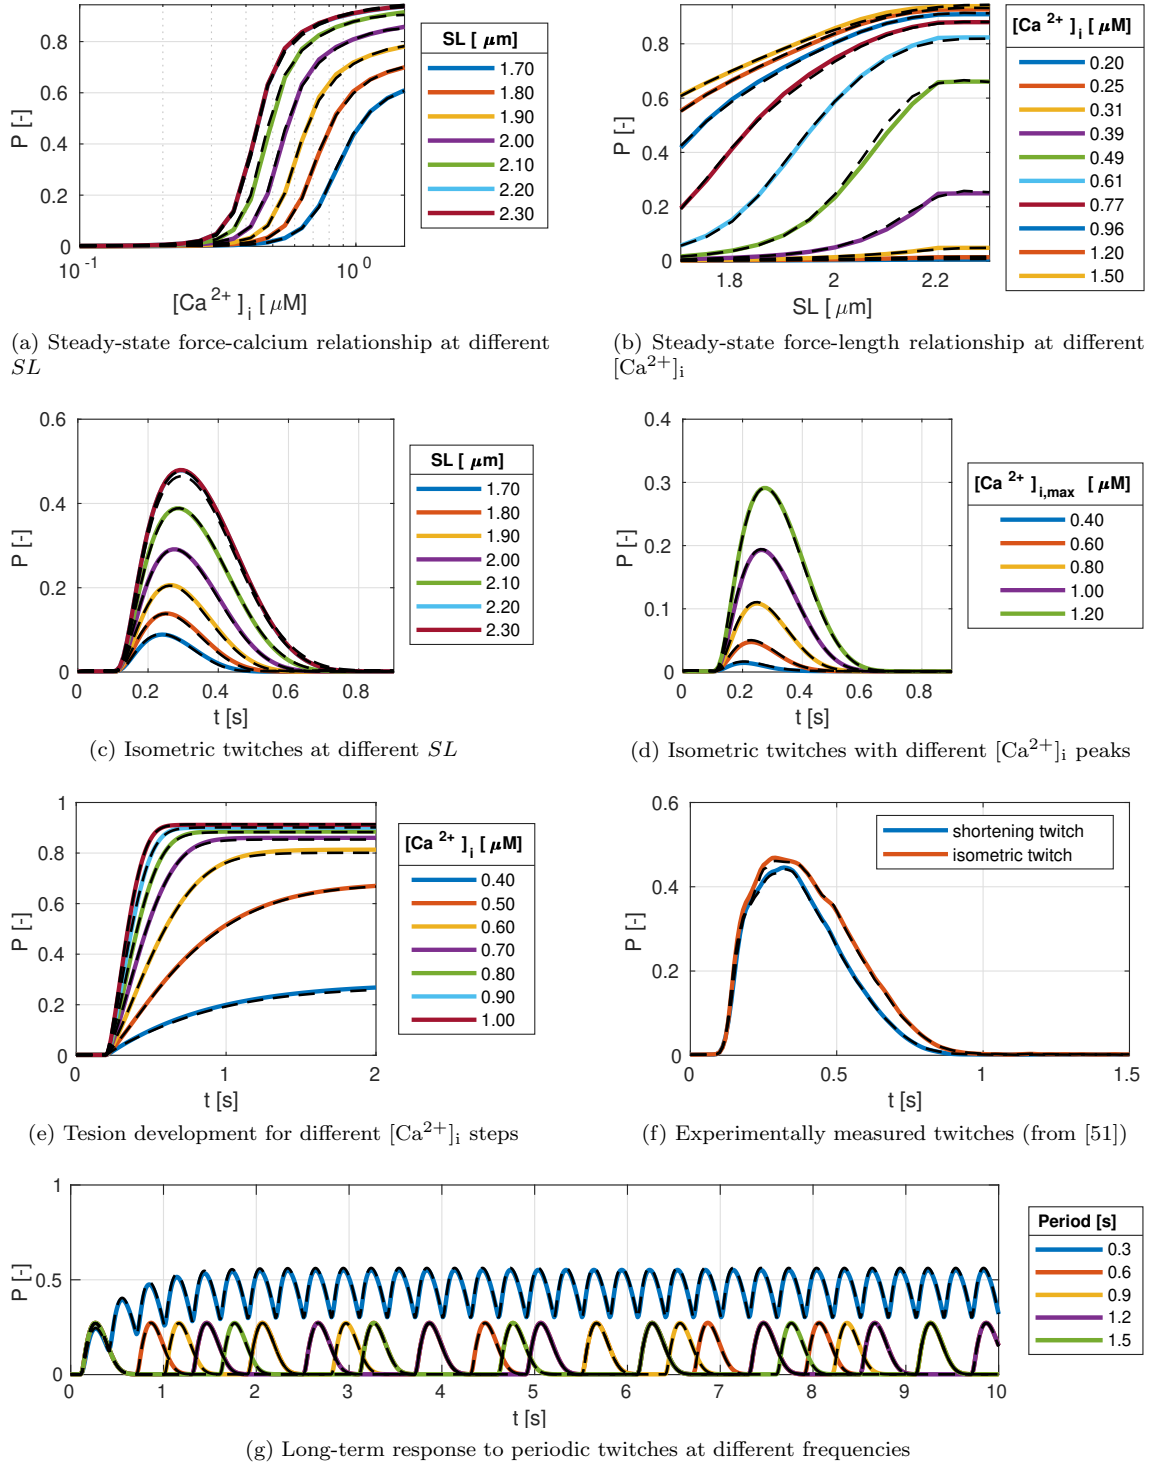 P [-]
0.8
0.6
0.4
0.2
0
10^-1
10^0
[Ca 2+ ]i [ μM]
SL [ μm]
1.70
1.80
1.90
2.00
2.10
2.20
2.30
(a) Steady-state force-calcium relationship at different
SL
P [-]
0.8
0.6
0.4
0.2
0
1.8
2
2.2
SL [ μm]
[Ca 2+ ]i [ μM]
0.20
0.25
0.31
0.39
0.49
0.61
0.77
0.96
1.20
1.50
(b) Steady-state force-length relationship at different
[Ca2+]i
P [-]
0.6
0.4
0.2
0
0 0.2 0.4 0.6 0.8
t [s]
SL [ μm]
1.70
1.80
1.90
2.00
2.10
2.20
2.30
(c) Isometric twitches at different SL
P [-]
0.4
0.3
0.2
0.1
0
0 0.2 0.4 0.6 0.8
t [s]
[Ca 2+ ]i,max [ μM]
0.40
0.60
0.80
1.00
1.20
(d) Isometric twitches with different [Ca2+]i peaks
P [-]
1
0.8
0.6
0.4
0.2
0
0 1 2
t [s]
[Ca 2+ ]i [ μM]
0.40
0.50
0.60
0.70
0.80
0.90
1.00
(e) Tesion development for different [Ca2+]i steps
P [-]
0.6
0.4
0.2
0
0 0.5 1 1.5
t [s]
shortening twitch
isometric twitch
(f) Experimentally measured twitches (from [51])
P [-]
1
0.5
0
0 1 2 3 4 5 6 7 8 9 10
t [s]
Period [s]
0.3
0.6
0.9
1.2
1.5
(g) Long-term response to periodic twitches at different frequencies